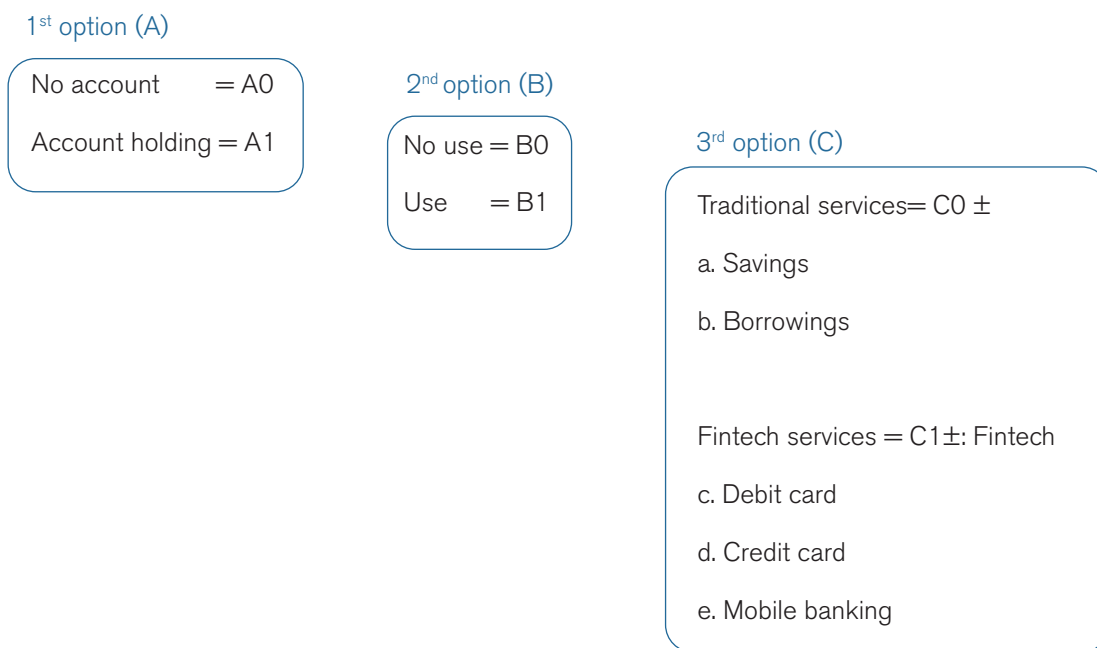 1st option (A)
No account = A0
Account holding = A1
2nd option (B)
No use = B0
Use = B1
3rd option (C)
Traditional services= C0 ±
a. Savings
b. Borrowings
Fintech services = C1±: Fintech
c. Debit card
d. Credit card
e. Mobile banking